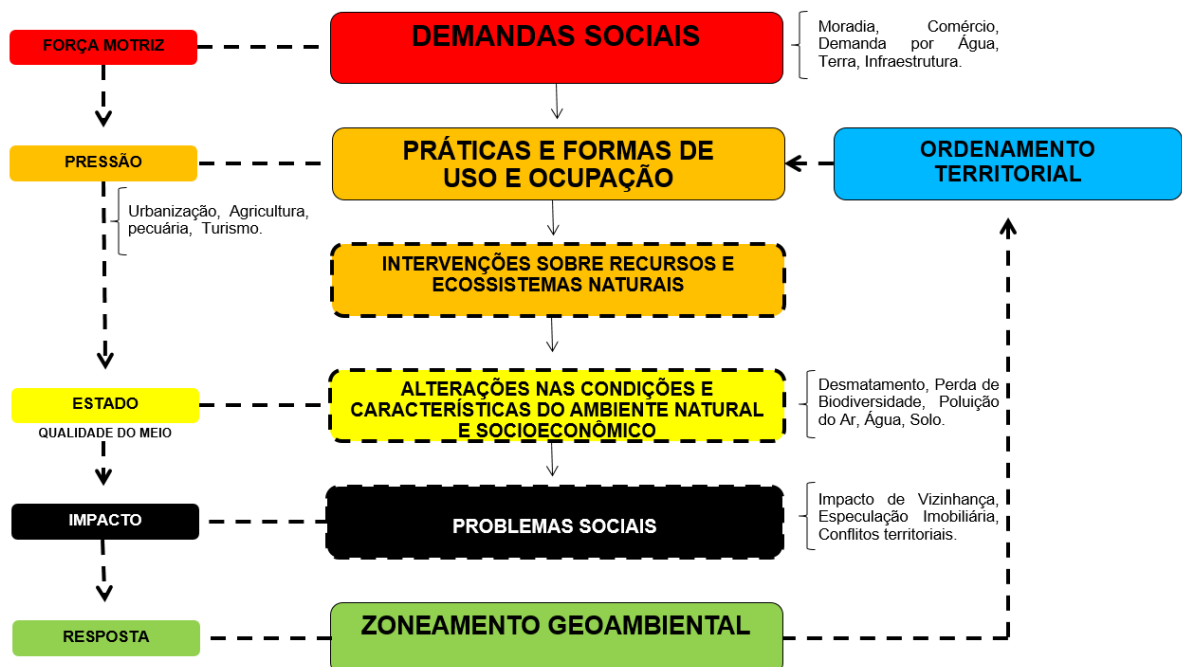 FORÇA MOTRIZ
DEMANDAS SOCIAIS
Moradia, Comércio,
Demanda por Água,
Terra, Infraestrutura.
PRESSÃO
PRÁTICAS E FORMAS DE
USO E OCUPAÇÃO
ORDENAMENTO
TERRITORIAL
Urbanização, Agricultura,
pecuária, Turismo.
INTERVENÇÕES SOBRE RECURSOS E
ECOSSISTEMAS NATURAIS
ESTADO
QUALIDADE DO MEIO
ALTERAÇÕES NAS CONDIÇÕES E
CARACTERÍSTICAS DO AMBIENTE NATURAL
E SOCIOECONÔMICO
Desmatamento, Perda de
Biodiversidade, Poluição
do Ar, Água, Solo.
IMPACTO
PROBLEMAS SOCIAIS
Impacto de Vizinhança,
Especulação Imobiliária,
Conflitos territoriais.
RESPOSTA
ZONEAMENTO GEOAMBIENTAL